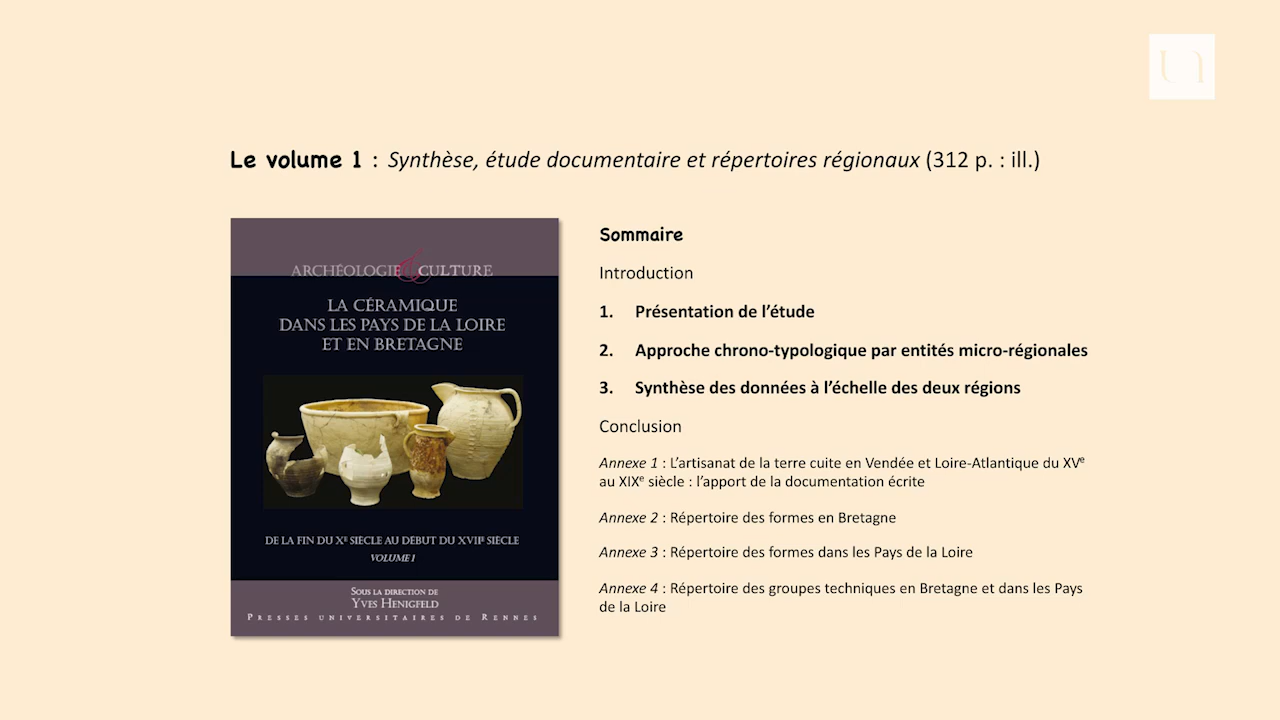 Le volume 1 : Synthèse, étude documentaire et répertoires régionaux (312 p. : ill.)
ARCHÉOLOGIE & CULTURE
LA CÉRAMIQUE
DANS LES PAYS DE LA LOIRE
ET EN BRETAGNE
DE LA FIN DU XE SIÈCLE AU DÉBUT DU XVIIE SIÈCLE
VOLUME 1
SOUS LA DIRECTION DE
YVES HENIGFELD
PRESSES UNIVERSITAIRES DE RENNES
Sommaire
Introduction
1. Présentation de l’étude
2. Approche chrono-typologique par entités micro-régionales
3. Synthèse des données à l’échelle des deux régions
Conclusion
Annexe 1 : L’artisanat de la terre cuite en Vendée et Loire-Atlantique du XVe
au XIXe siècle : l’apport de la documentation écrite
Annexe 2 : Répertoire des formes en Bretagne
Annexe 3 : Répertoire des formes dans les Pays de la Loire
Annexe 4 : Répertoire des groupes techniques en Bretagne et dans les Pays
de la Loire